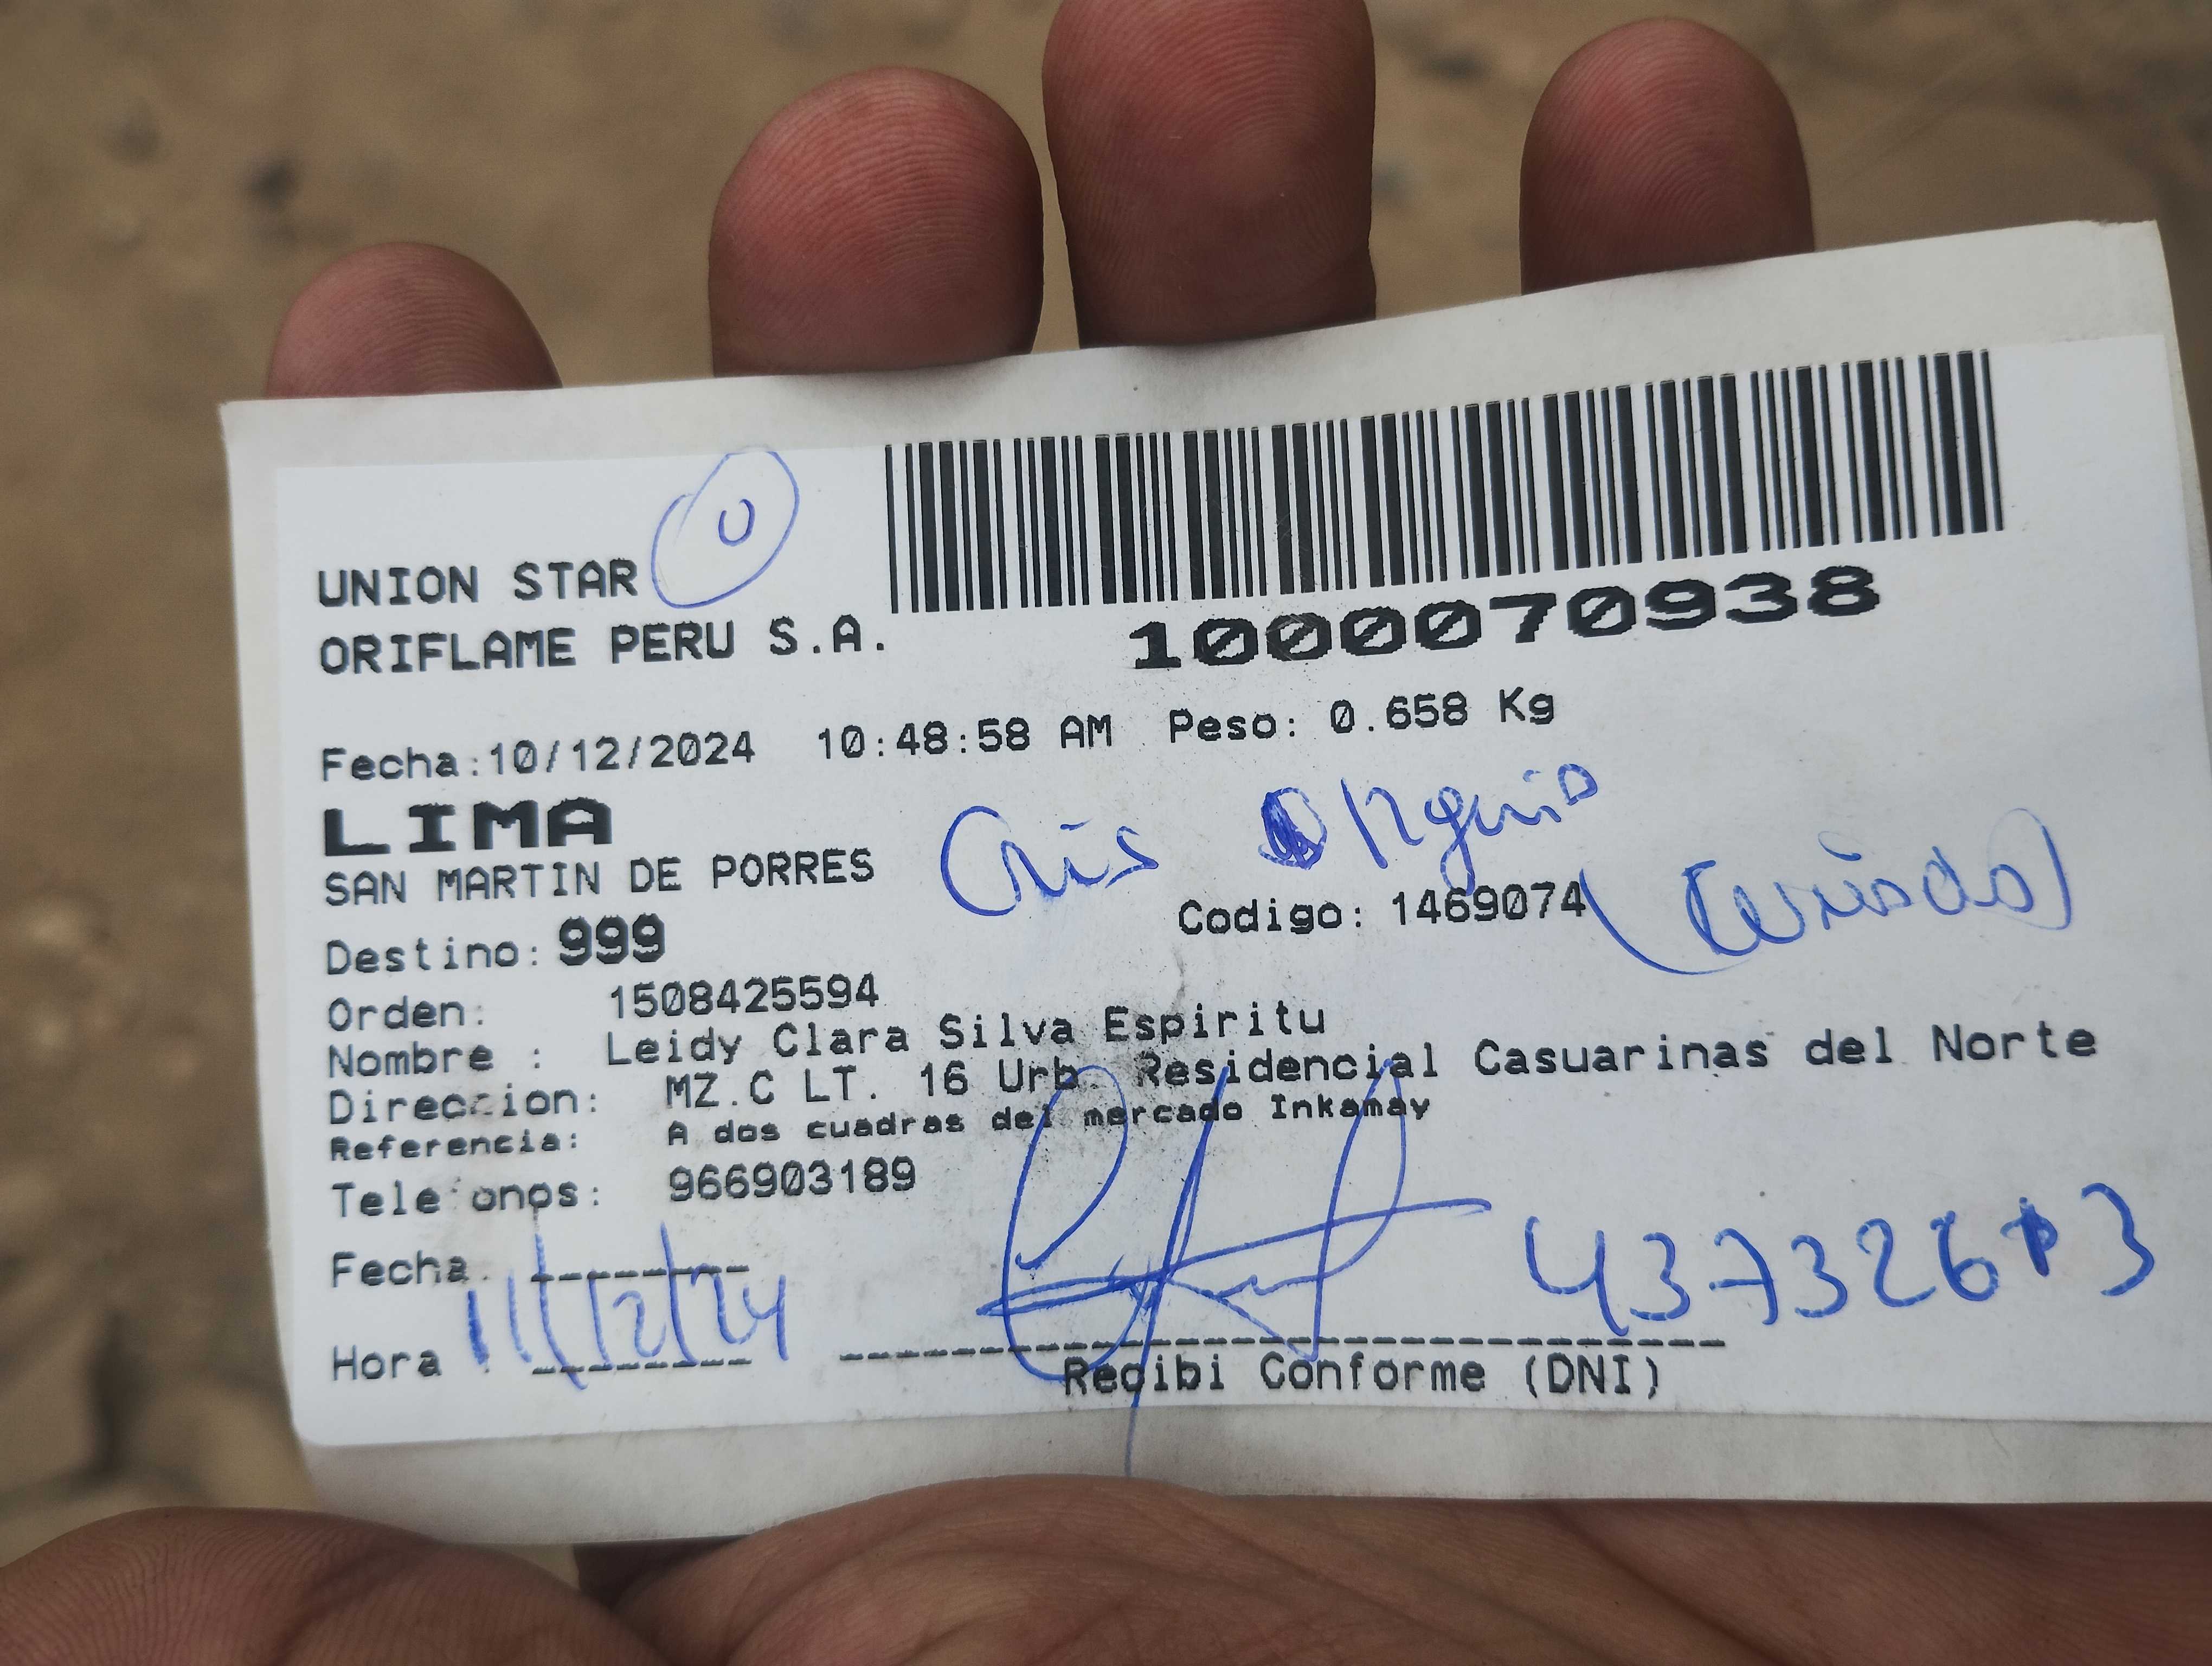 UNION STAR
ORIFLAME PERU S.A.
1000070938
Fecha:10/12/2024 10:48:58 AM Peso: 0.658 Kg
LIMA
SAN MARTIN DE PORRES
Cris
Destino: 999
Codigo: 1469074
(Cuñado)
Orden: 1508425594
Nombre : Leidy Clara Silva Espiritu
Direccion: MZ.C LT. 16 Urb. Residencial Casuarinas del Norte
Referencia: A dos cuadras del mercado Inkamay
Telefonos: 966903189
Fecha: 11/12/24
Hora :
Recibi Conforme (DNI)